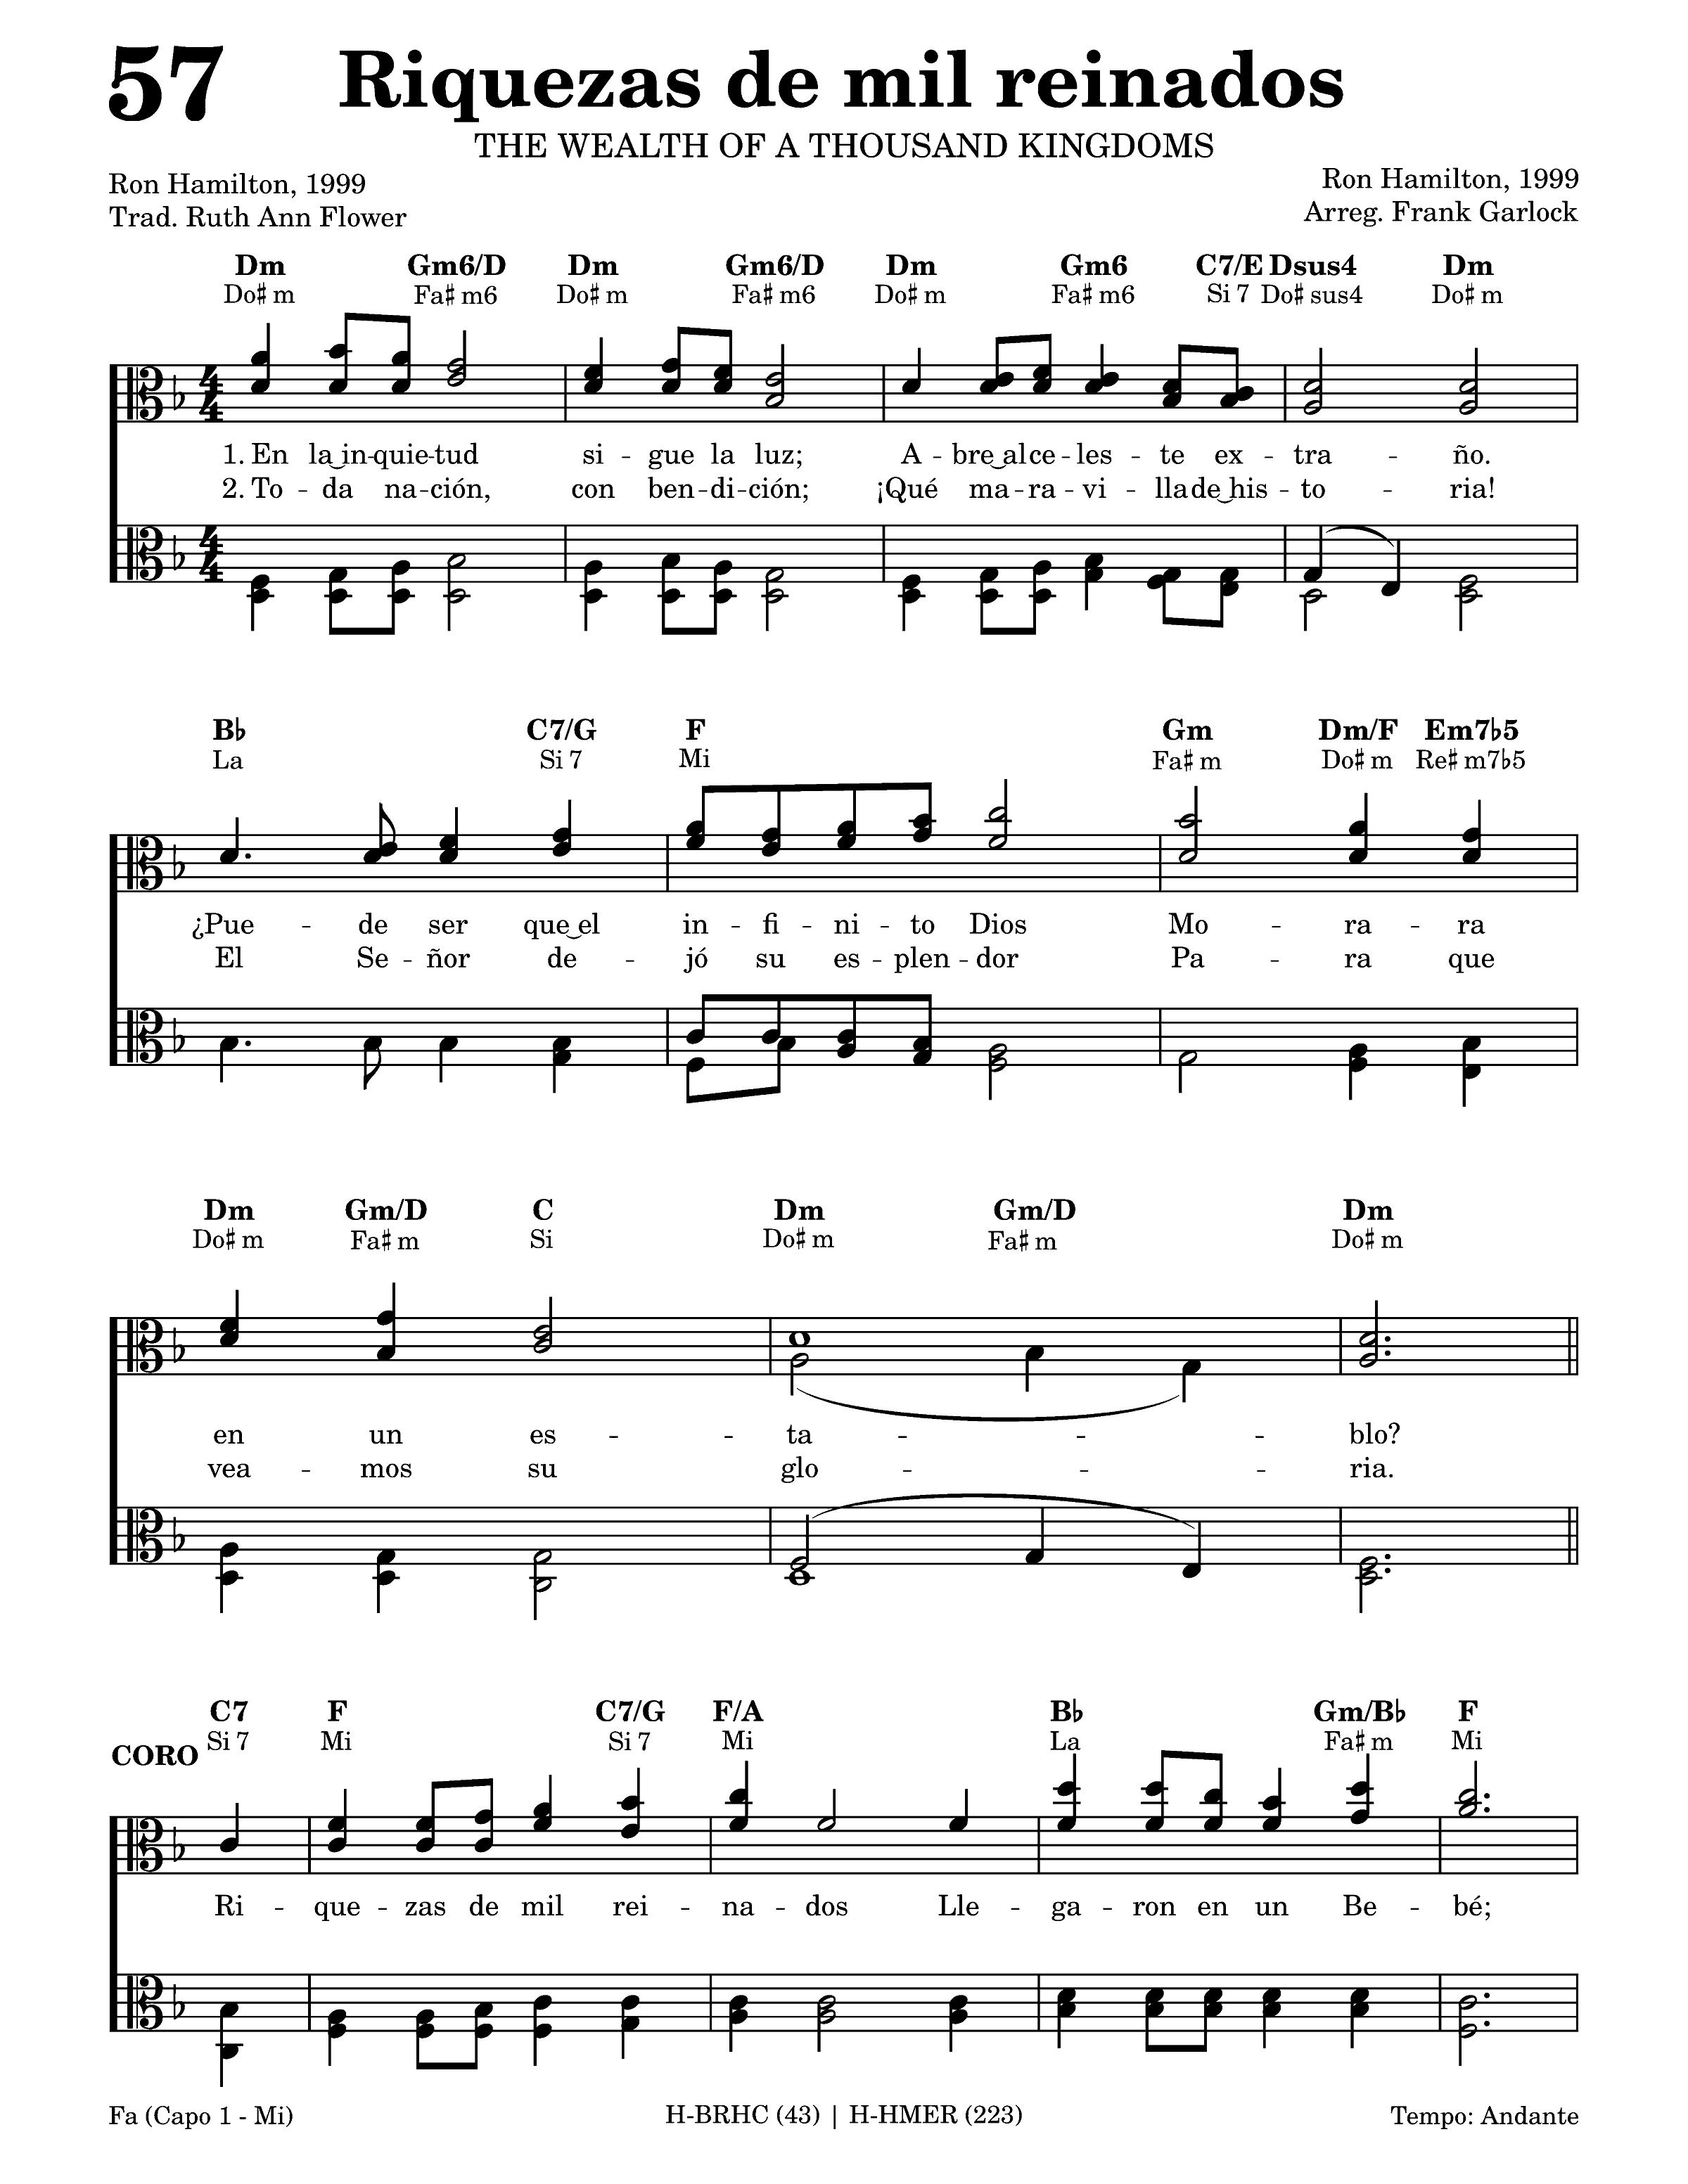 57 Riquezas de mil reinados
THE WEALTH OF A THOUSAND KINGDOMS
Ron Hamilton, 1999 Ron Hamilton, 1999
Trad. Ruth Ann Flower Arreg. Frank Garlock
Dm Gm6/D Dm Gm6/D Dm Gm6 C7/E Dsus4 Dm
Do♯m Fa♯m6 Do♯m Fa♯m6 Do♯m Fa♯m6 Si 7 Do♯sus4 Do♯m
4 4
1. En la‿in -- quie -- tud si -- gue la luz; A -- bre‿al -- ce -- les -- te ex -- tra -- ño.
2. To -- da na -- ción, con ben -- di -- ción; ¡Qué ma -- ra -- vi -- lla de‿his -- to -- ria!
4 4
B♭ C7/G F Gm Dm/F Em7♭5
La Si 7 Mi Fa♯m Do♯m Re♯m7♭5
¿Pue -- de ser que‿el in -- fi -- ni -- to Dios Mo -- ra -- ra
El Se -- ñor de -- jó su es -- plen -- dor Pa -- ra que
Dm Gm/D C Dm Gm/D Dm
Do♯m Fa♯m Si Do♯m Fa♯m Do♯m
en un es -- ta -- blo?
vea -- mos su glo -- ria.
C7 F C7/G F/A B♭ Gm/B♭ F
Si 7 Mi Si 7 Mi La Fa♯m Mi
CORO
Ri -- que -- zas de mil rei -- na -- dos Lle -- ga -- ron en un Be -- bé;
Fa (Capo 1 - Mi) H-BRHC (43) | H-HMER (223) Tempo: Andante